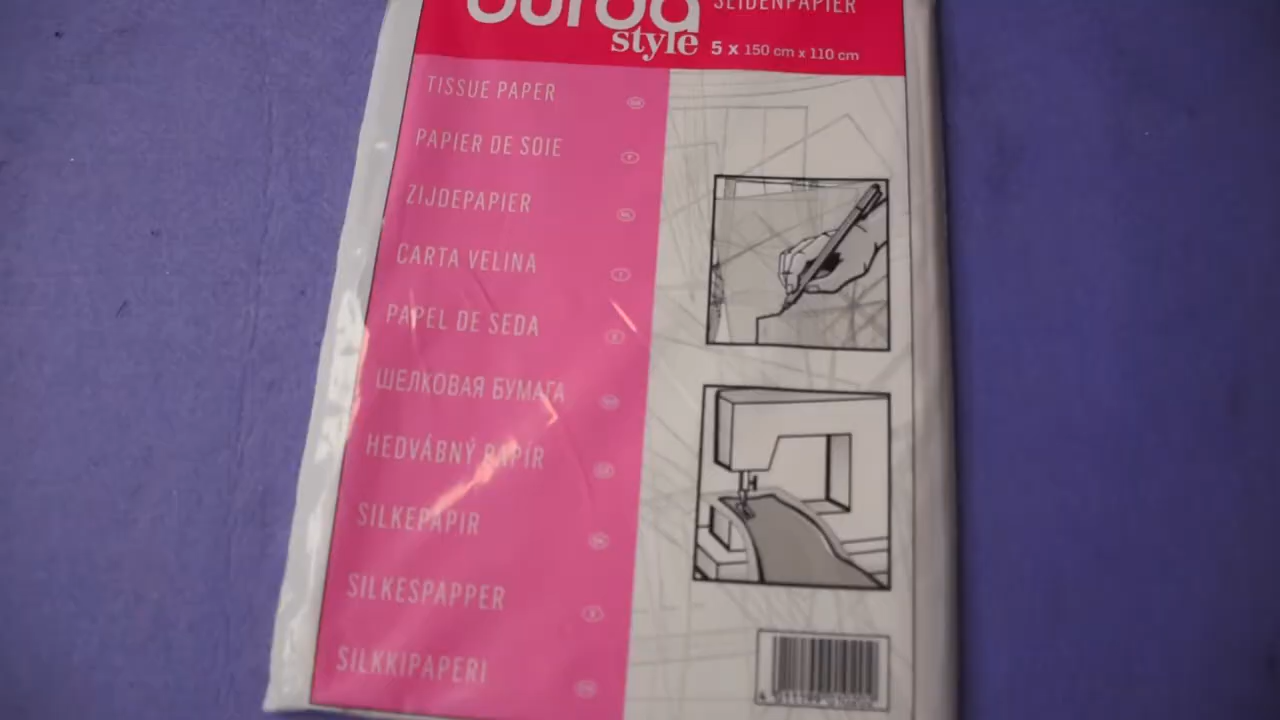 burda
SEIDENPAPIER
style
5 x 150 cm x 110 cm
TISSUE PAPER
PAPIER DE SOIE
ZIJDEPAPIER
CARTA VELINA
PAPEL DE SEDA
ШЕЛКОВАЯ БУМАГА
HEDVÁBNÝ PAPÍR
SILKEPAPIR
SILKESPAPPER
SILKKIPAPERI